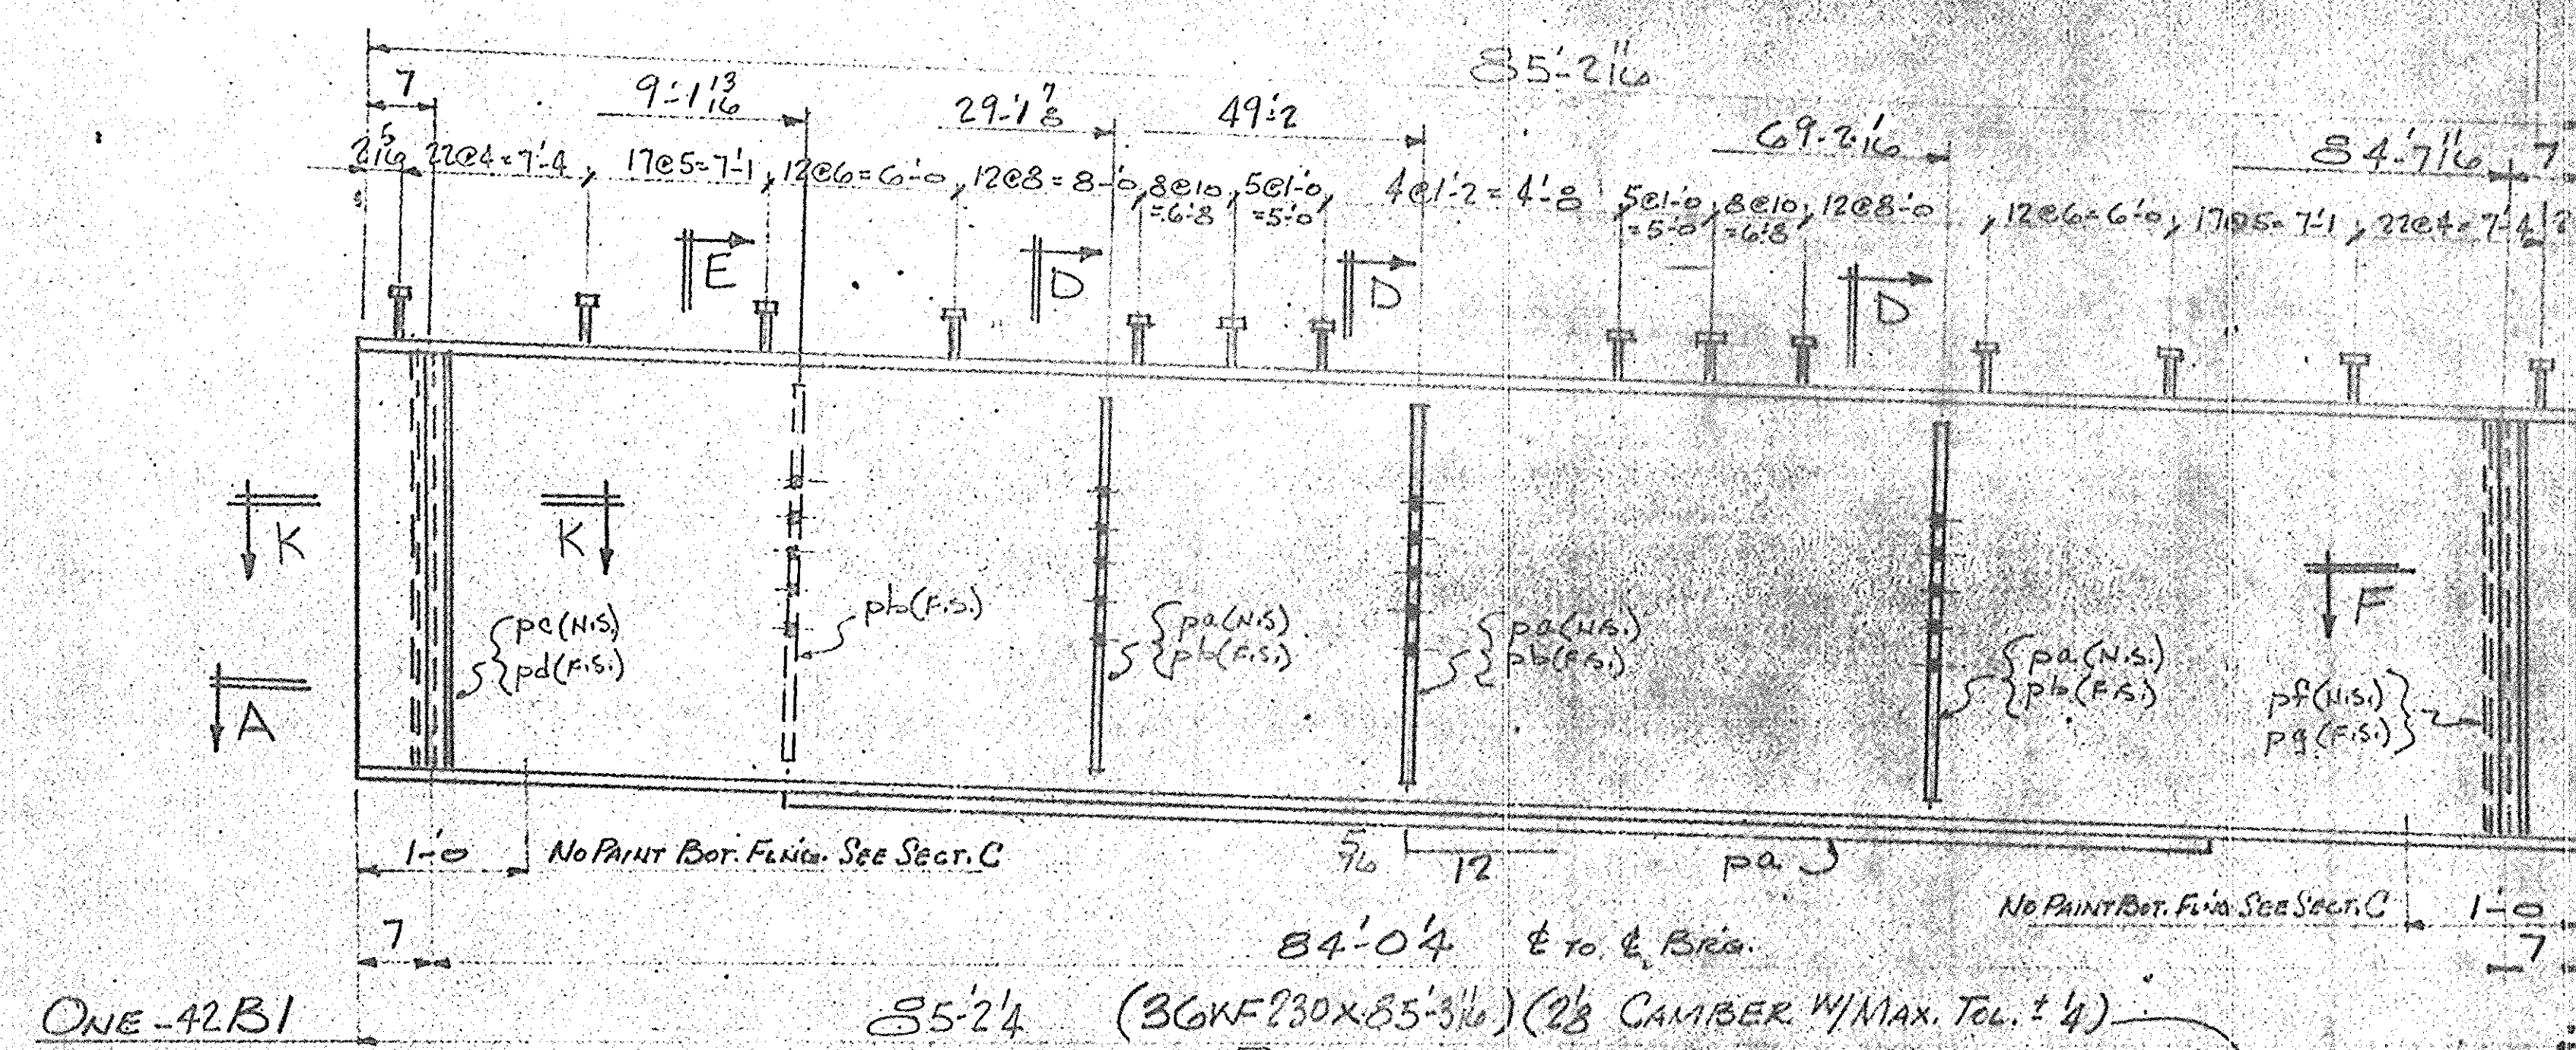 85'-2 11/16
7
9'-1 13/16
29'-1 7/8
49'-2
69'-2 1/16
84'-7 11/16
7
2 5/16 22@4=7'-4 17@5=7'-1 12@6=6'-0 12@8=8'-0 8@10=6'-8 5@1'-0=5'-0 4@1'-2=4'-8 5@1'-0=5'-0 8@10=6'-8 12@8'-0 12@6=6'-0 17@5=7'-1 22@4=7'-4 2
E
D
D
D
K
K
A
F
pc(N.S.)
pd(F.S.)
pb(F.S.)
pa(N.S)
pb(F.S.)
pa(N.S.)
pb(F.S.)
pa(N.S.)
pb(F.S.)
pf(N.S.)
pg(F.S.)
1'-0 NO PAINT BOT. FLNG. SEE SECT. C
5/16
12
pa
NO PAINT BOT. FLNG SEE SECT. C 1'-0
7
84'-0 1/4 ℄ TO ℄ BRG.
7
ONE-42B1
85'-2 1/4 (36WF230X85'-3 1/16) (2 1/8 CAMBER W/MAX. TOL. ± 1/4)